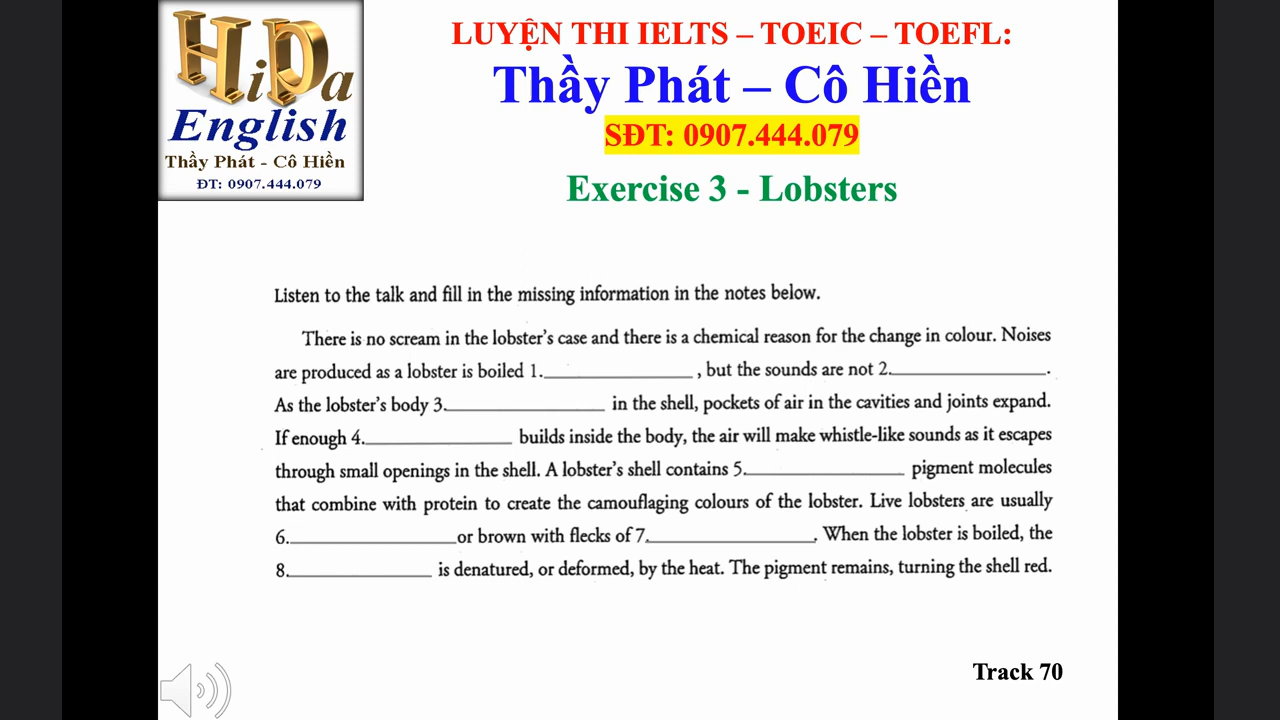 HiDa
English
Thầy Phát - Cô Hiền
ĐT: 0907.444.079
LUYỆN THI IELTS – TOEIC – TOEFL:
Thầy Phát – Cô Hiền
SĐT: 0907.444.079
Exercise 3 - Lobsters
Listen to the talk and fill in the missing information in the notes below.
There is no scream in the lobster's case and there is a chemical reason for the change in colour. Noises
are produced as a lobster is boiled 1.________________ , but the sounds are not 2.________________.
As the lobster's body 3.________________ in the shell, pockets of air in the cavities and joints expand.
If enough 4.________________ builds inside the body, the air will make whistle-like sounds as it escapes
through small openings in the shell. A lobster's shell contains 5.________________ pigment molecules
that combine with protein to create the camouflaging colours of the lobster. Live lobsters are usually
6.________________or brown with flecks of 7.________________. When the lobster is boiled, the
8.________________ is denatured, or deformed, by the heat. The pigment remains, turning the shell red.
Track 70